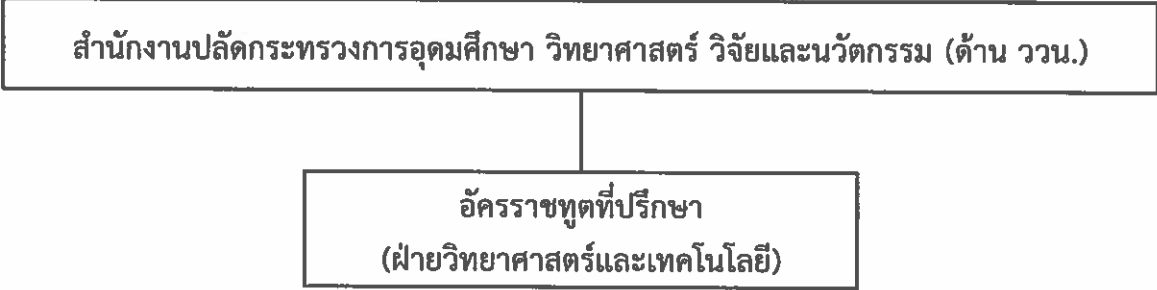 สำนักงานปลัดกระทรวงการอุดมศึกษา วิทยาศาสตร์ วิจัยและนวัตกรรม (ด้าน ววน.)
อัครราชทูตที่ปรึกษา
(ฝ่ายวิทยาศาสตร์และเทคโนโลยี)